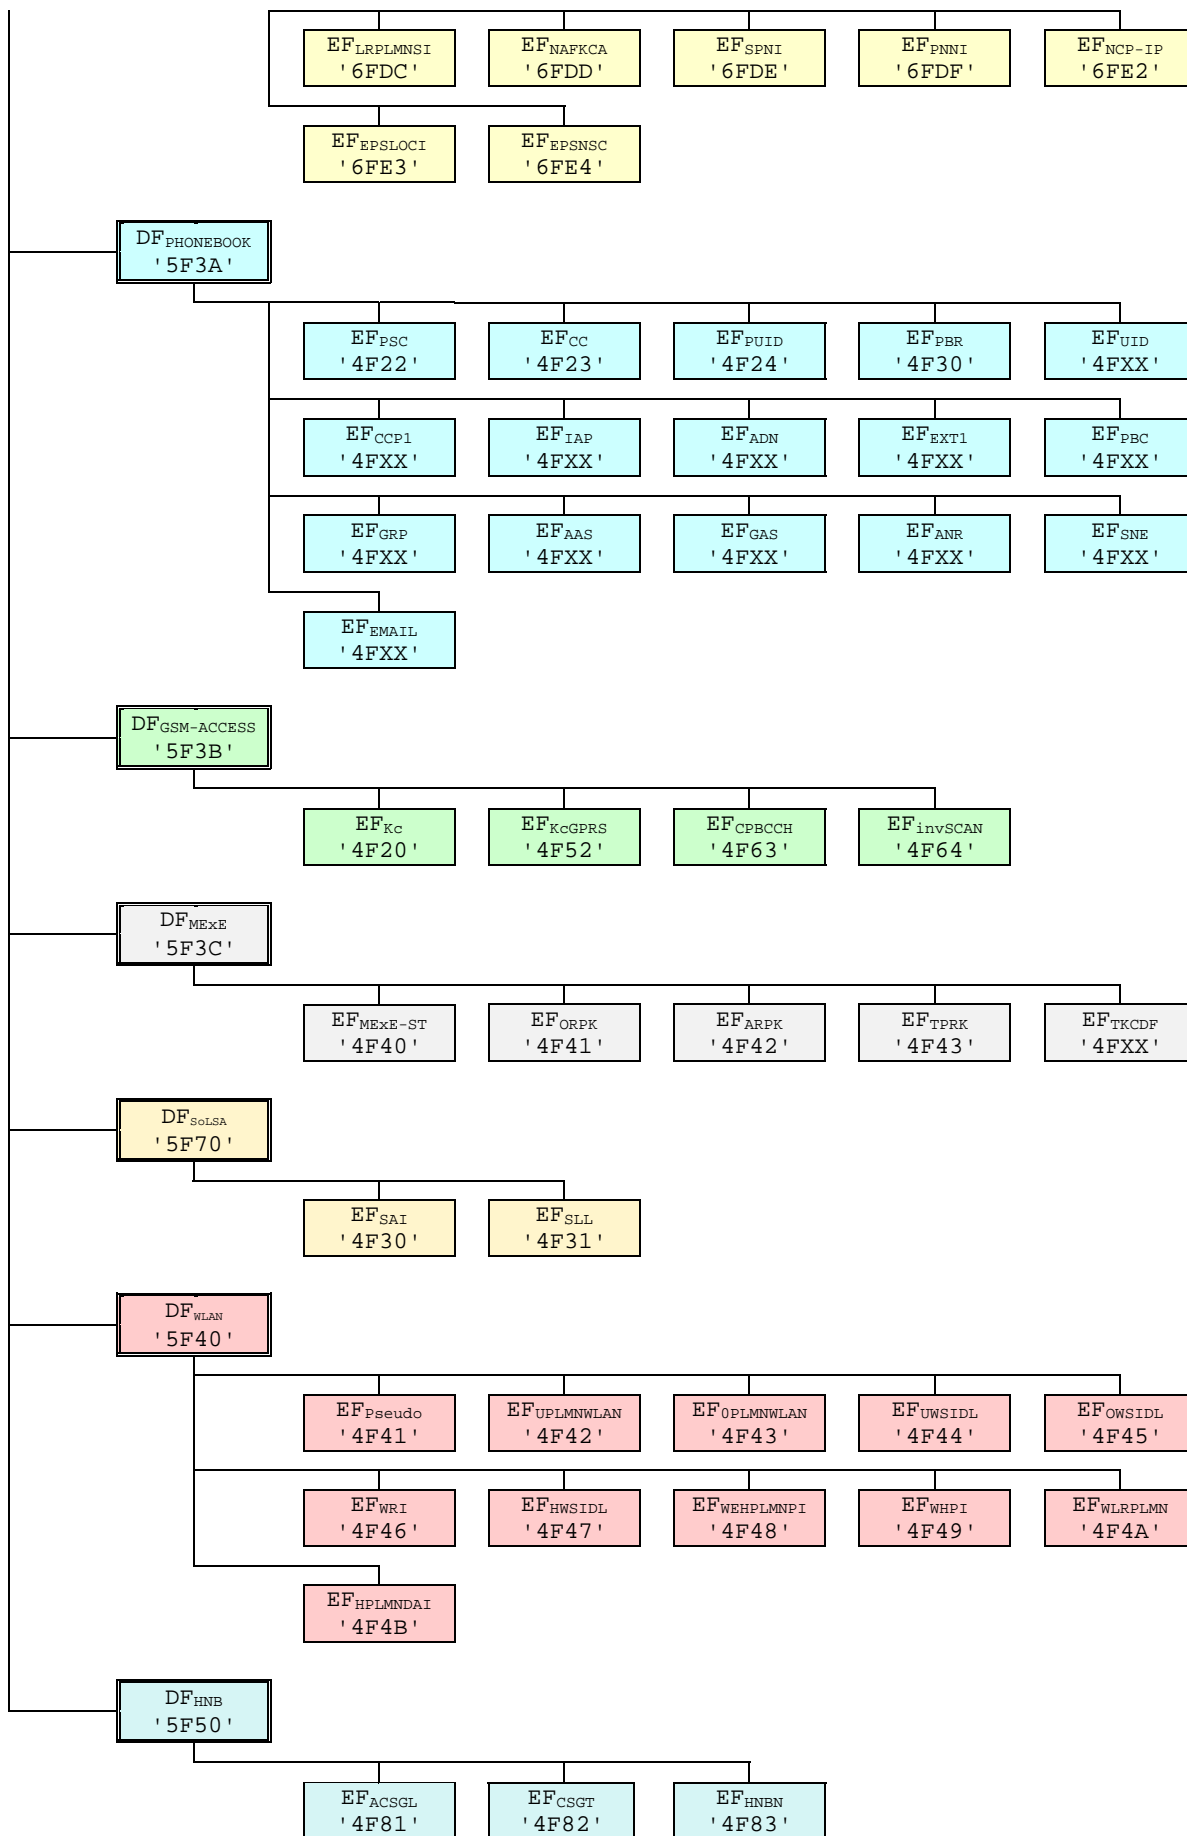 EFLRPLMNSI EFNAFKCA EFSPNI EFPNNI EFNCP-IP
'6FDC' '6FDD' '6FDE' '6FDF' '6FE2'
EFEPSLOCI EFEPSNSC
'6FE3' '6FE4'
DFPHONEBOOK
'5F3A'
EFPSC EFCC EFPUID EFPBR EFUID
'4F22' '4F23' '4F24' '4F30' '4FXX'
EFCCP1 EFIAP EFADN EFEXT1 EFPBC
'4FXX' '4FXX' '4FXX' '4FXX' '4FXX'
EFGRP EFAAS EFGAS EFANR EFSNE
'4FXX' '4FXX' '4FXX' '4FXX' '4FXX'
EFEMAIL
'4FXX'
DFGSM-ACCESS
'5F3B'
EFKc EFKcGPRS EFCPBCCH EFinvSCAN
'4F20' '4F52' '4F63' '4F64'
DFMExE
'5F3C'
EFMExE-ST EFORPK EFARPK EFTPRK EFTKCDF
'4F40' '4F41' '4F42' '4F43' '4FXX'
DFSoLSA
'5F70'
EFSAI EFSLL
'4F30' '4F31'
DFWLAN
'5F40'
EFPseudo EFUPLMNWLAN EF0PLMNWLAN EFUWSIDL EFOWSIDL
'4F41' '4F42' '4F43' '4F44' '4F45'
EFWRI EFHWSIDL EFWEHPLMNPI EFWHPI EFWLRPLMN
'4F46' '4F47' '4F48' '4F49' '4F4A'
EFHPLMNDAI
'4F4B'
DFHNB
'5F50'
EFACSGL EFCSGT EFHNBN
'4F81' '4F82' '4F83'